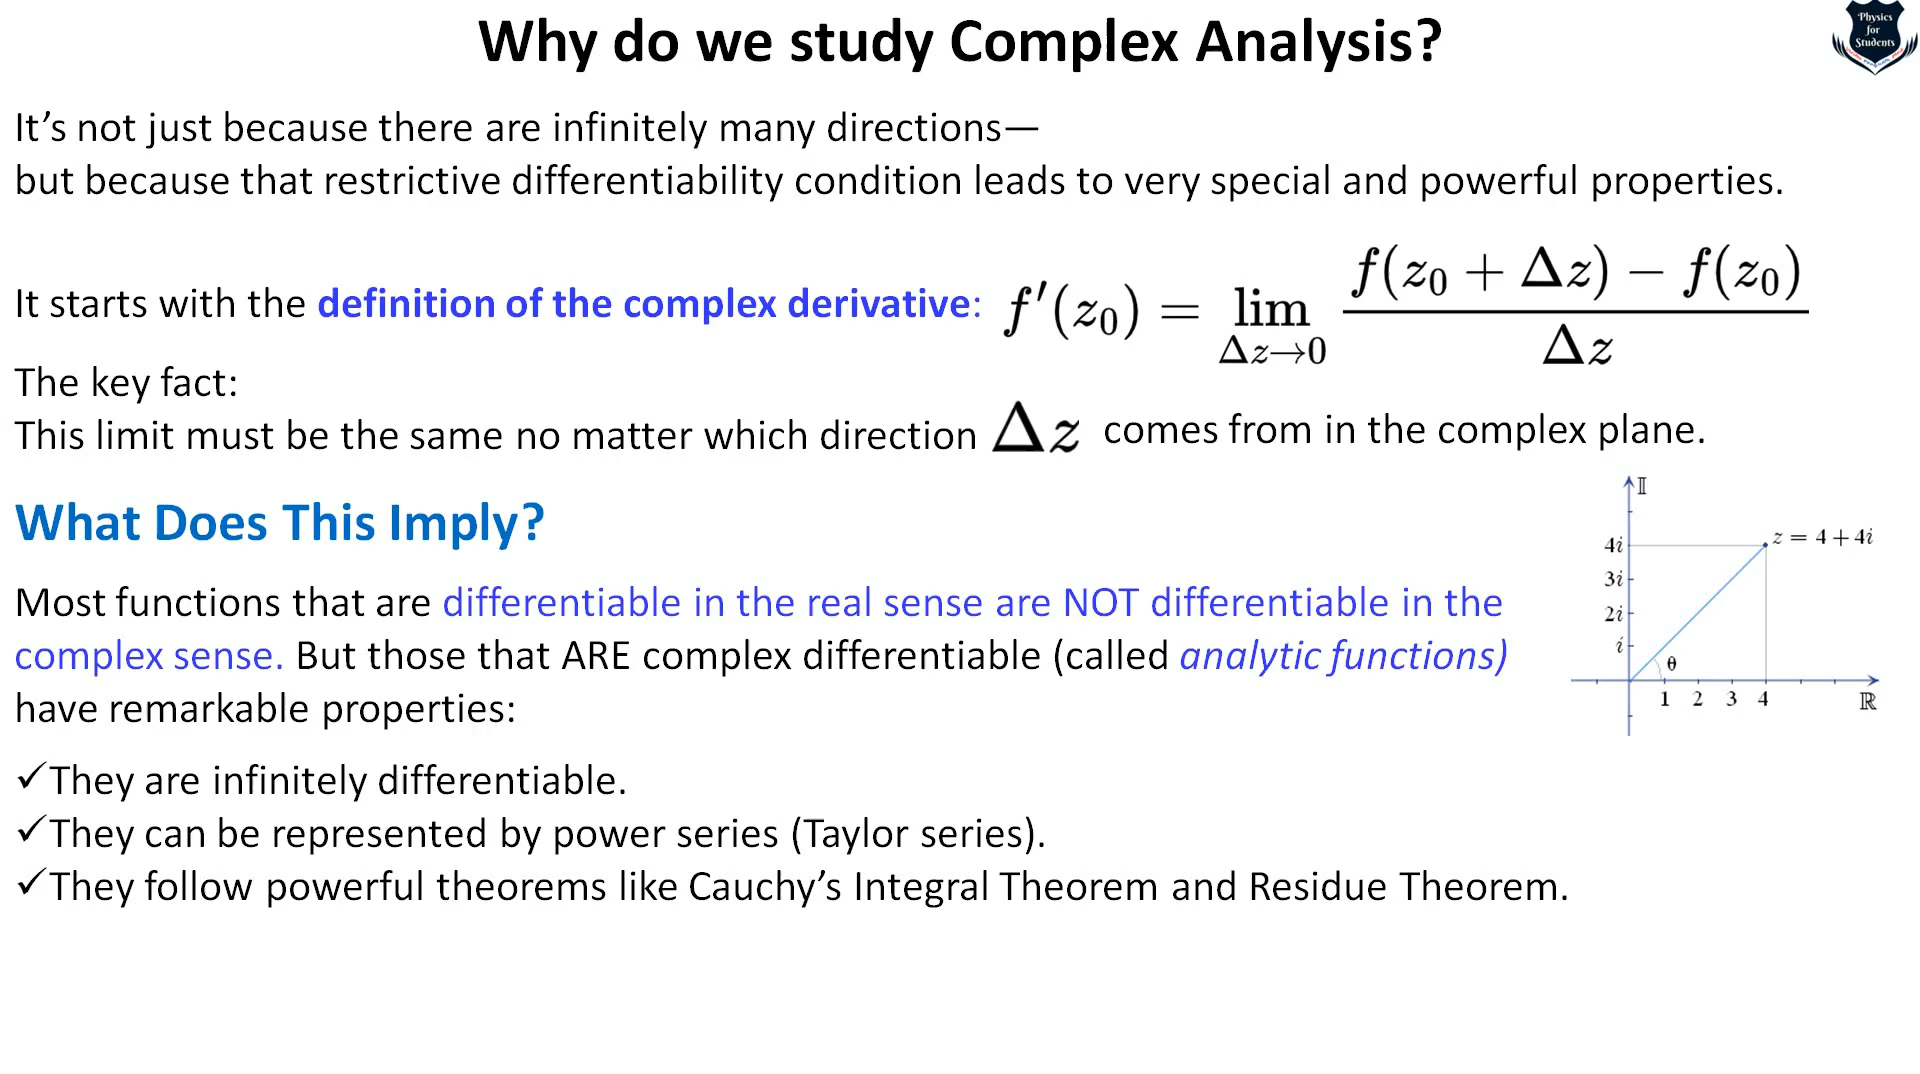 Why do we study Complex Analysis?
Physics
for
Students
It’s not just because there are infinitely many directions—
but because that restrictive differentiability condition leads to very special and powerful properties.
It starts with the definition of the complex derivative: f′(z₀) = lim Δz→0 f(z₀ + Δz) − f(z₀) / Δz
The key fact:
This limit must be the same no matter which direction Δz comes from in the complex plane.
What Does This Imply?
Most functions that are differentiable in the real sense are NOT differentiable in the
complex sense. But those that ARE complex differentiable (called analytic functions)
have remarkable properties:
✓They are infinitely differentiable.
✓They can be represented by power series (Taylor series).
✓They follow powerful theorems like Cauchy’s Integral Theorem and Residue Theorem.
𝕀
z = 4 + 4i
4i
3i
2i
i
θ
1 2 3 4
ℝ